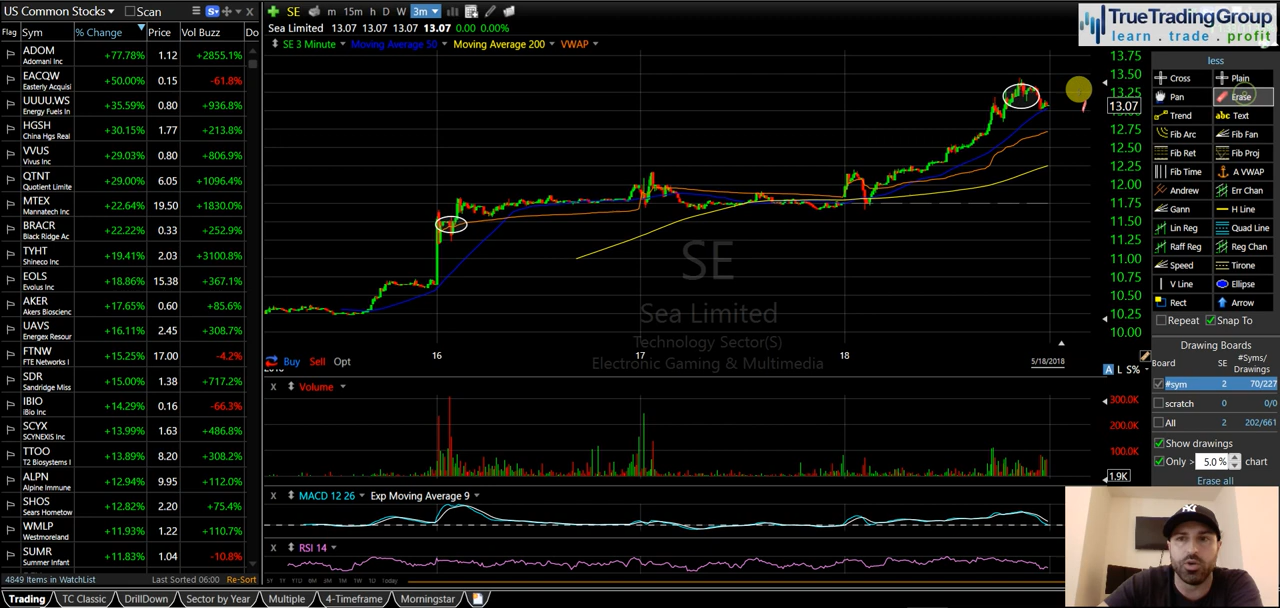 US Common Stocks Scan
Flag Sym % Change Price Vol Buzz Do
ADOM +77.78% 1.12 +2855.1%
Adomani Inc
EACQW +50.00% 0.15 -61.8%
Easterly Acquisi
UUUU.WS +35.59% 0.80 +936.8%
Energy Fuels In
HGSH +30.15% 1.77 +213.8%
China Hgs Real
VVUS +29.03% 0.80 +806.9%
Vivus Inc
QTNT +29.00% 6.05 +1096.4%
Quotient Limite
MTEX +22.64% 19.50 +1830.0%
Mannatech Inc
BRACR +22.22% 0.33 +252.9%
Black Ridge Ac
TYHT +19.41% 2.03 +3100.8%
Shineco Inc
EOLS +18.86% 15.38 +367.1%
Evolus Inc
AKER +17.65% 0.60 +85.6%
Akers Bioscienc
UAVS +16.11% 2.45 +308.7%
Energex Resour
FTNW +15.25% 17.00 -4.2%
FTE Networks I
SDR +15.00% 1.38 +717.2%
Sandridge Missi
IBIO +14.29% 0.16 -66.3%
iBio Inc
SCYX +13.99% 1.63 +486.8%
SCYNEXIS Inc
TTOO +13.89% 8.20 +308.2%
T2 Biosystems I
ALPN +12.94% 9.95 +112.0%
Alpine Immune
SHOS +12.82% 2.20 +75.4%
Sears Hometow
WMLP +11.93% 1.22 +110.7%
Westmoreland
SUMR +11.83% 1.04 -10.8%
Summer Infant
4849 Items in WatchList Last Sorted 06:00 Re-Sort
Trading TC Classic DrillDown Sector by Year Multiple 4-Timeframe Morningstar
SE m 15m h D W 3m
Sea Limited 13.07 13.07 13.07 13.07 0.00 0.00%
SE 3 Minute Moving Average 50 Moving Average 200 VWAP
SE
Sea Limited
Technology Sector(S)
Electronic Gaming & Multimedia
13.75
13.50
13.25
13.07
13.00
12.75
12.50
12.25
12.00
11.75
11.50
11.25
11.00
10.75
10.50
10.25
10.00
16 17 18
5/18/2018
Buy Sell Opt
A L S%
X Volume
300.0K
200.0K
100.0K
1.9K
X MACD 12 26 Exp Moving Average 9
X RSI 14
Today
TrueTradingGroup
learn . trade . profit
less
Cross Plain
Pan Erase
Trend abc Text
Fib Arc Fib Fan
Fib Ret Fib Proj
Fib Time A VWAP
Andrew Err Chan
Gann H Line
Lin Reg Quad Line
Raff Reg Reg Chan
Speed Tirone
V Line Ellipse
Rect Arrow
Repeat Snap To
Drawing Boards
Board SE #Syms/
Drawings
#sym 2 70/227
scratch 0 0/0
All 2 202/661
Show drawings
Only > 5.0 % chart
Erase all